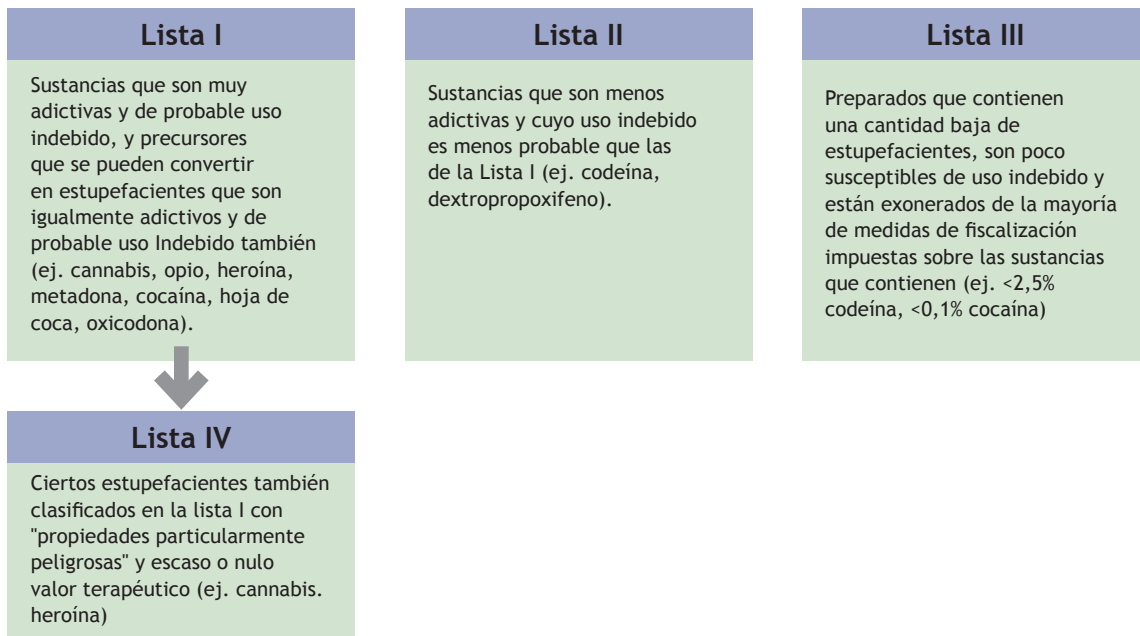 Lista I
Sustancias que son muy
adictivas y de probable uso
indebido, y precursores
que se pueden convertir
en estupefacientes que son
igualmente adictivos y de
probable uso Indebido también
(ej. cannabis, opio, heroína,
metadona, cocaína, hoja de
coca, oxicodona).
Lista II
Sustancias que son menos
adictivas y cuyo uso indebido
es menos probable que las
de la Lista I (ej. codeína,
dextropropoxifeno).
Lista III
Preparados que contienen
una cantidad baja de
estupefacientes, son poco
susceptibles de uso indebido y
están exonerados de la mayoría
de medidas de fiscalización
impuestas sobre las sustancias
que contienen (ej. <2,5%
codeína, <0,1% cocaína)
Lista IV
Ciertos estupefacientes también
clasificados en la lista I con
"propiedades particularmente
peligrosas" y escaso o nulo
valor terapéutico (ej. cannabis.
heroína)